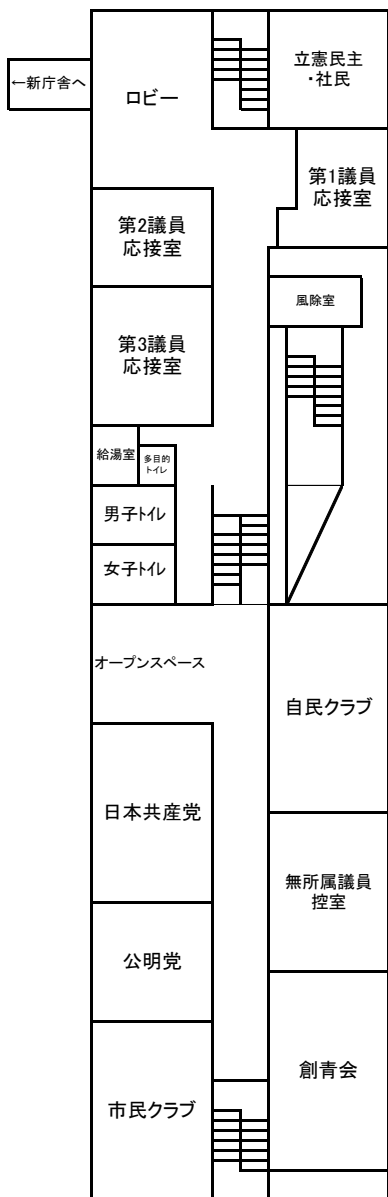 ←新庁舎へ
ロビー
立憲民主
・社民
第1議員
応接室
第2議員
応接室
風除室
第3議員
応接室
給湯室
多目的
トイレ
男子トイレ
女子トイレ
オープンスペース
自民クラブ
日本共産党
無所属議員
控室
公明党
創青会
市民クラブ